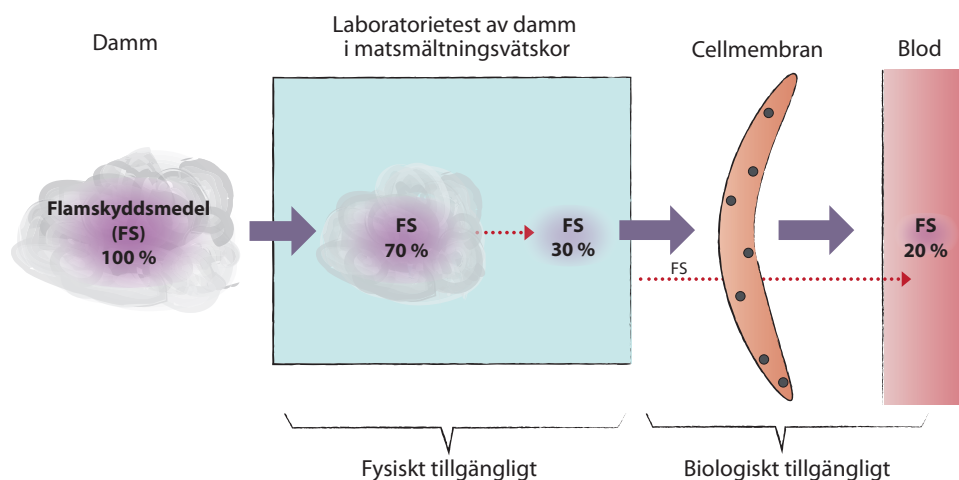 Damm
Laboratorietest av damm
i matsmältningsvätskor
Cellmembran
Blod
Flamskyddsmedel
(FS)
100 %
FS
70 %
FS
30 %
FS
FS
20 %
Fysiskt tillgängligt
Biologiskt tillgängligt